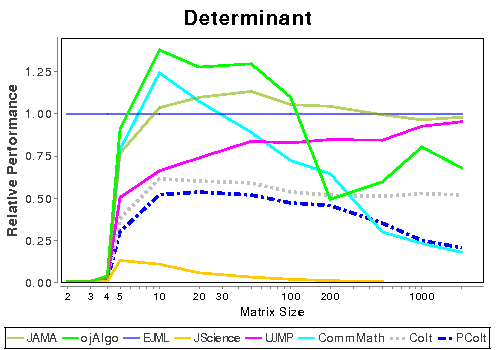 Determinant
Relative Performance
1.25
1.00
0.75
0.50
0.25
0.00
2 3 4 5 10 20 30 100 200 1000
Matrix Size
JAMA ojAlgo EJML JScience UJMP CommMath Colt PColt